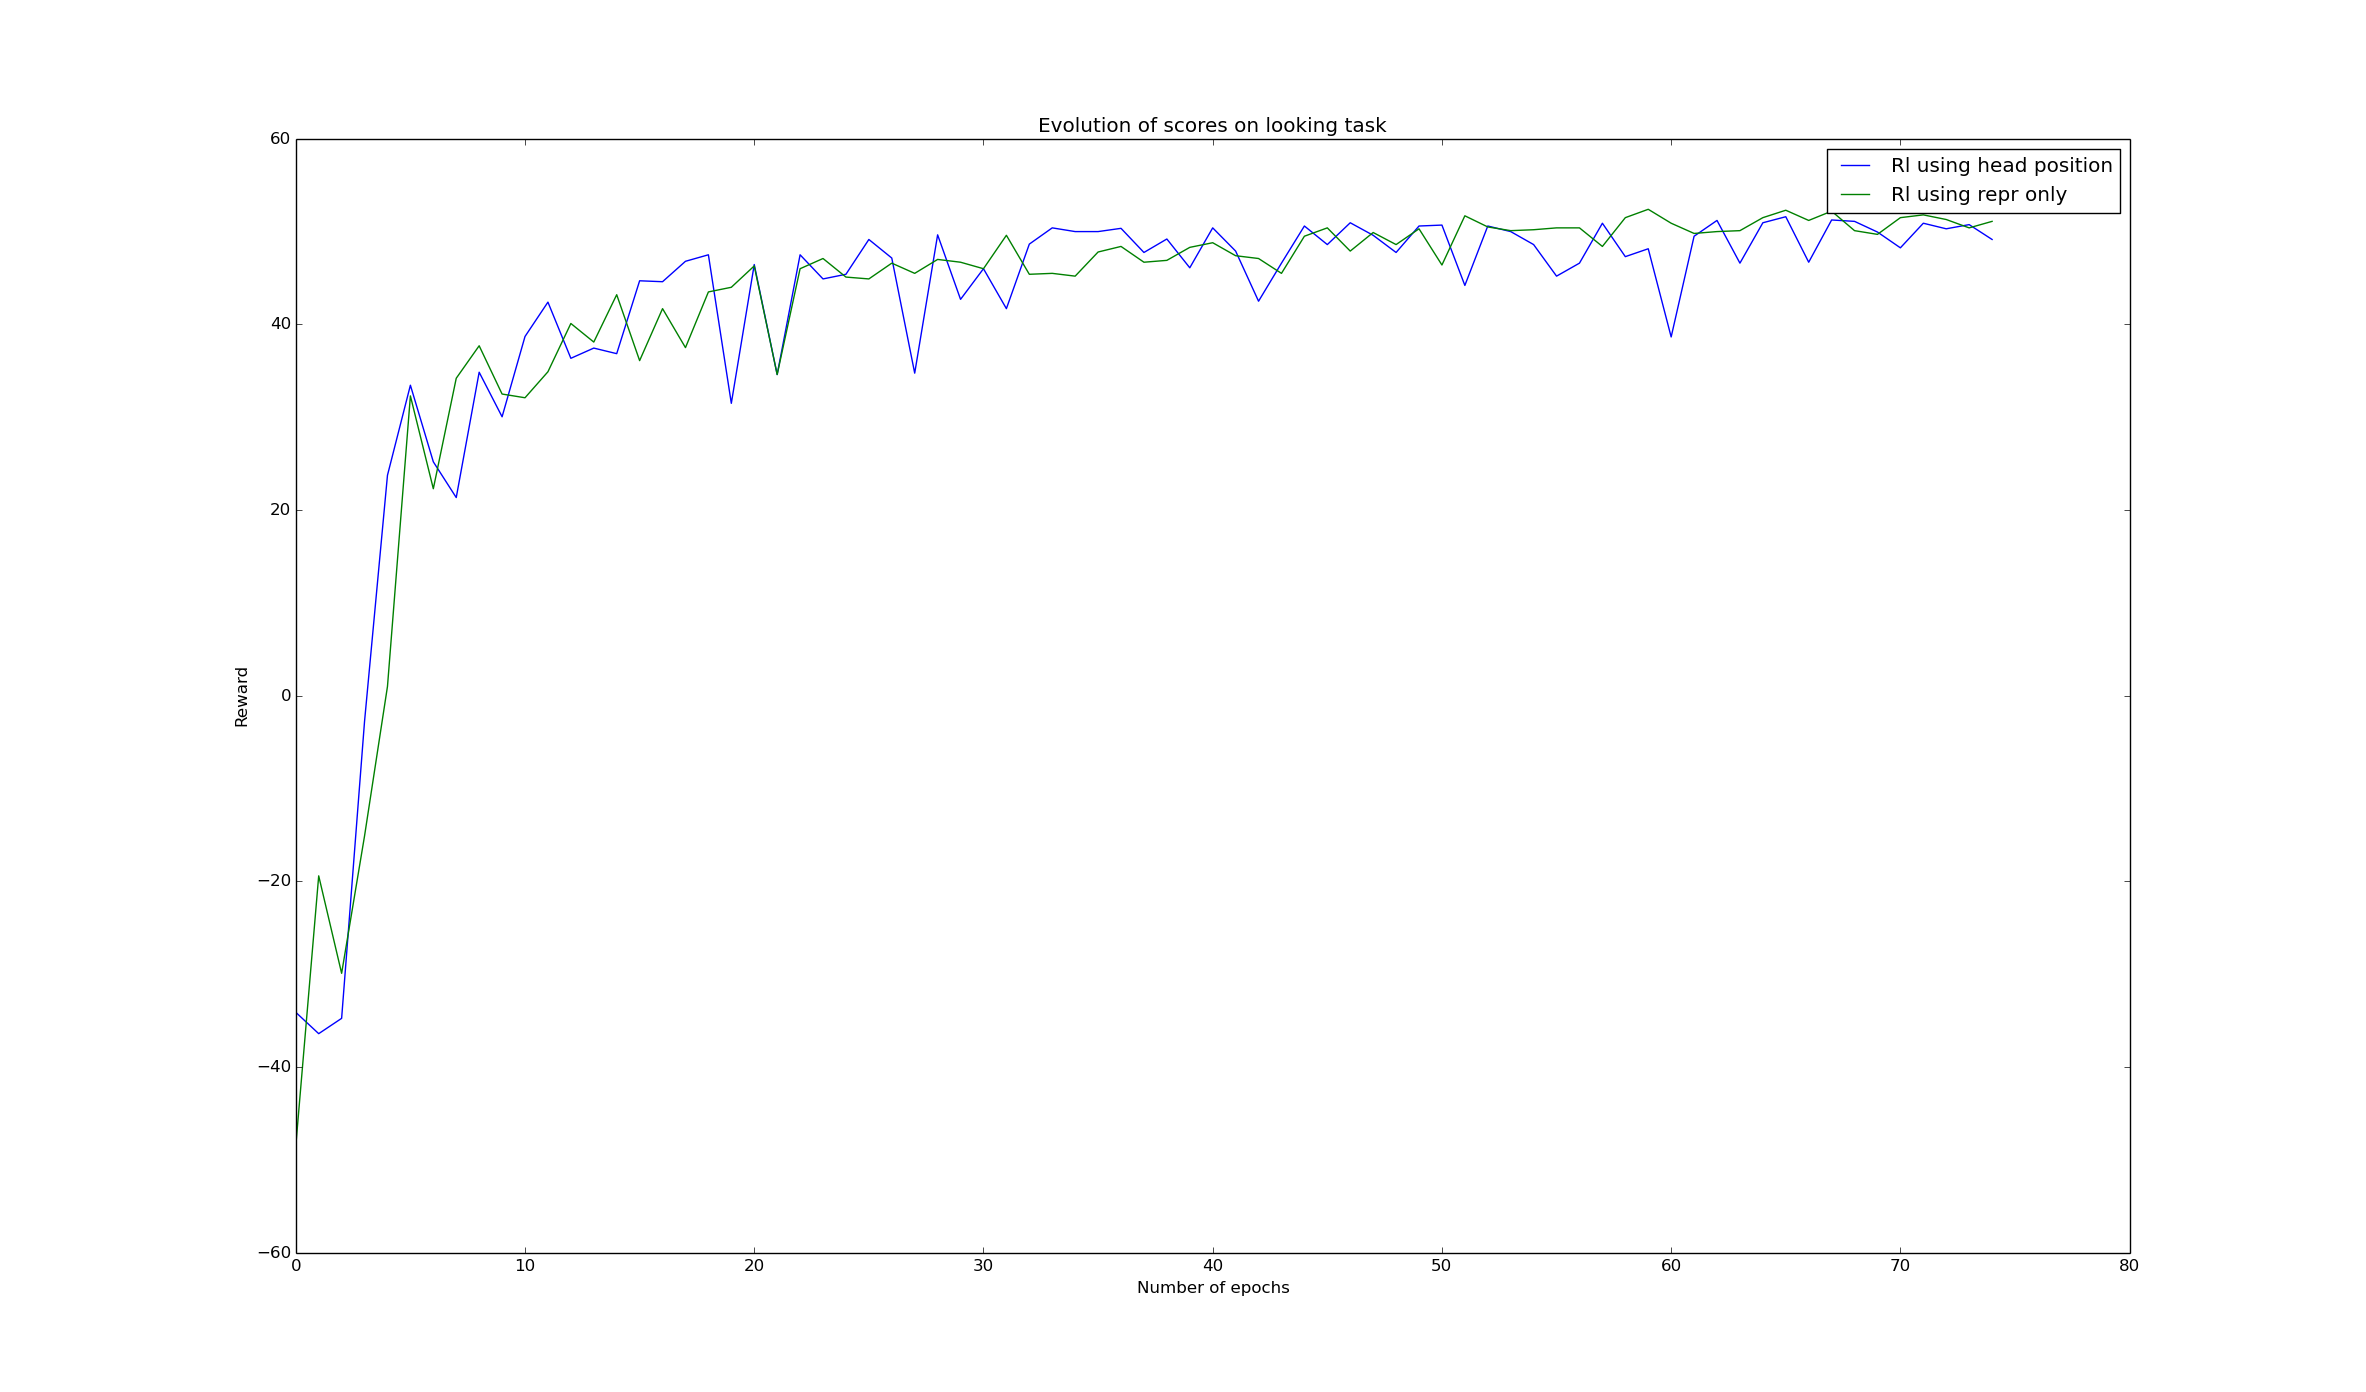 Evolution of scores on looking task
60
Rl using head position
Rl using repr only
40
20
0
Reward
−20
−40
−60
0 10 20 30 40 50 60 70 80
Number of epochs